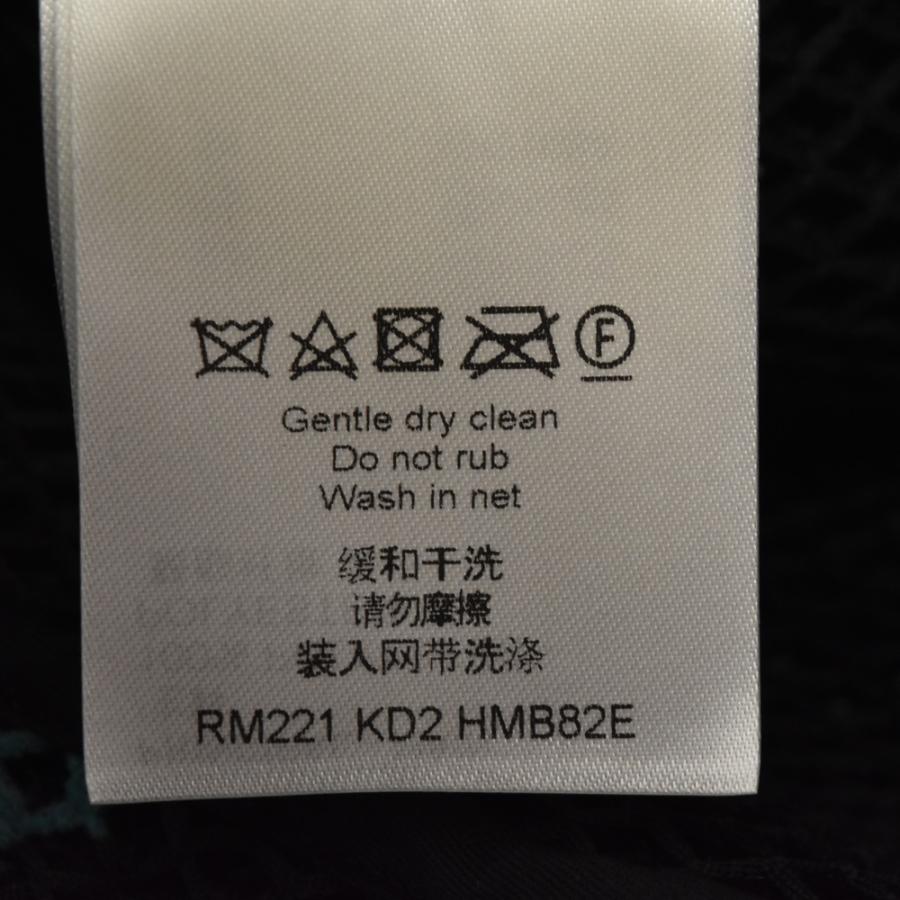 F
Gentle dry clean
Do not rub
Wash in net
缓和干洗
请勿摩擦
装入网带洗涤
RM221 KD2 HMB82E